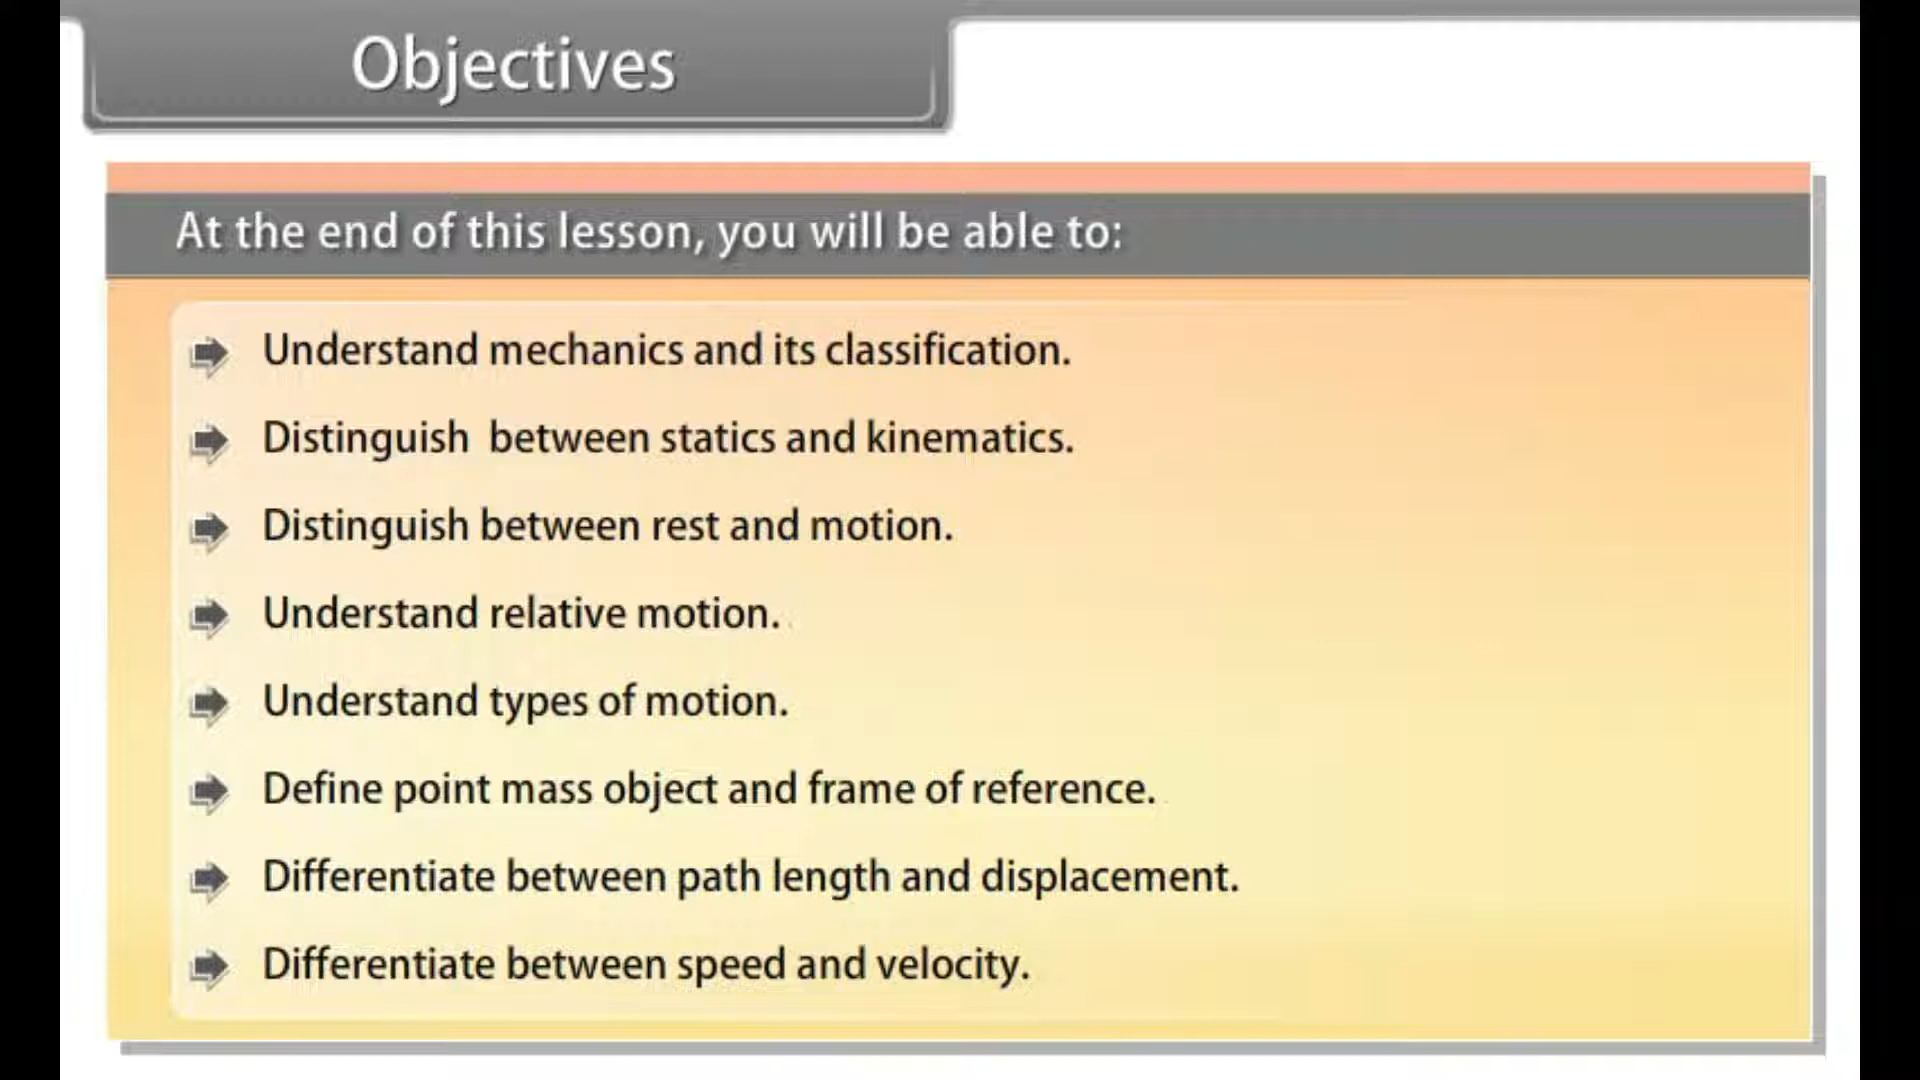 Objectives
At the end of this lesson, you will be able to:
Understand mechanics and its classification.
Distinguish between statics and kinematics.
Distinguish between rest and motion.
Understand relative motion.
Understand types of motion.
Define point mass object and frame of reference.
Differentiate between path length and displacement.
Differentiate between speed and velocity.